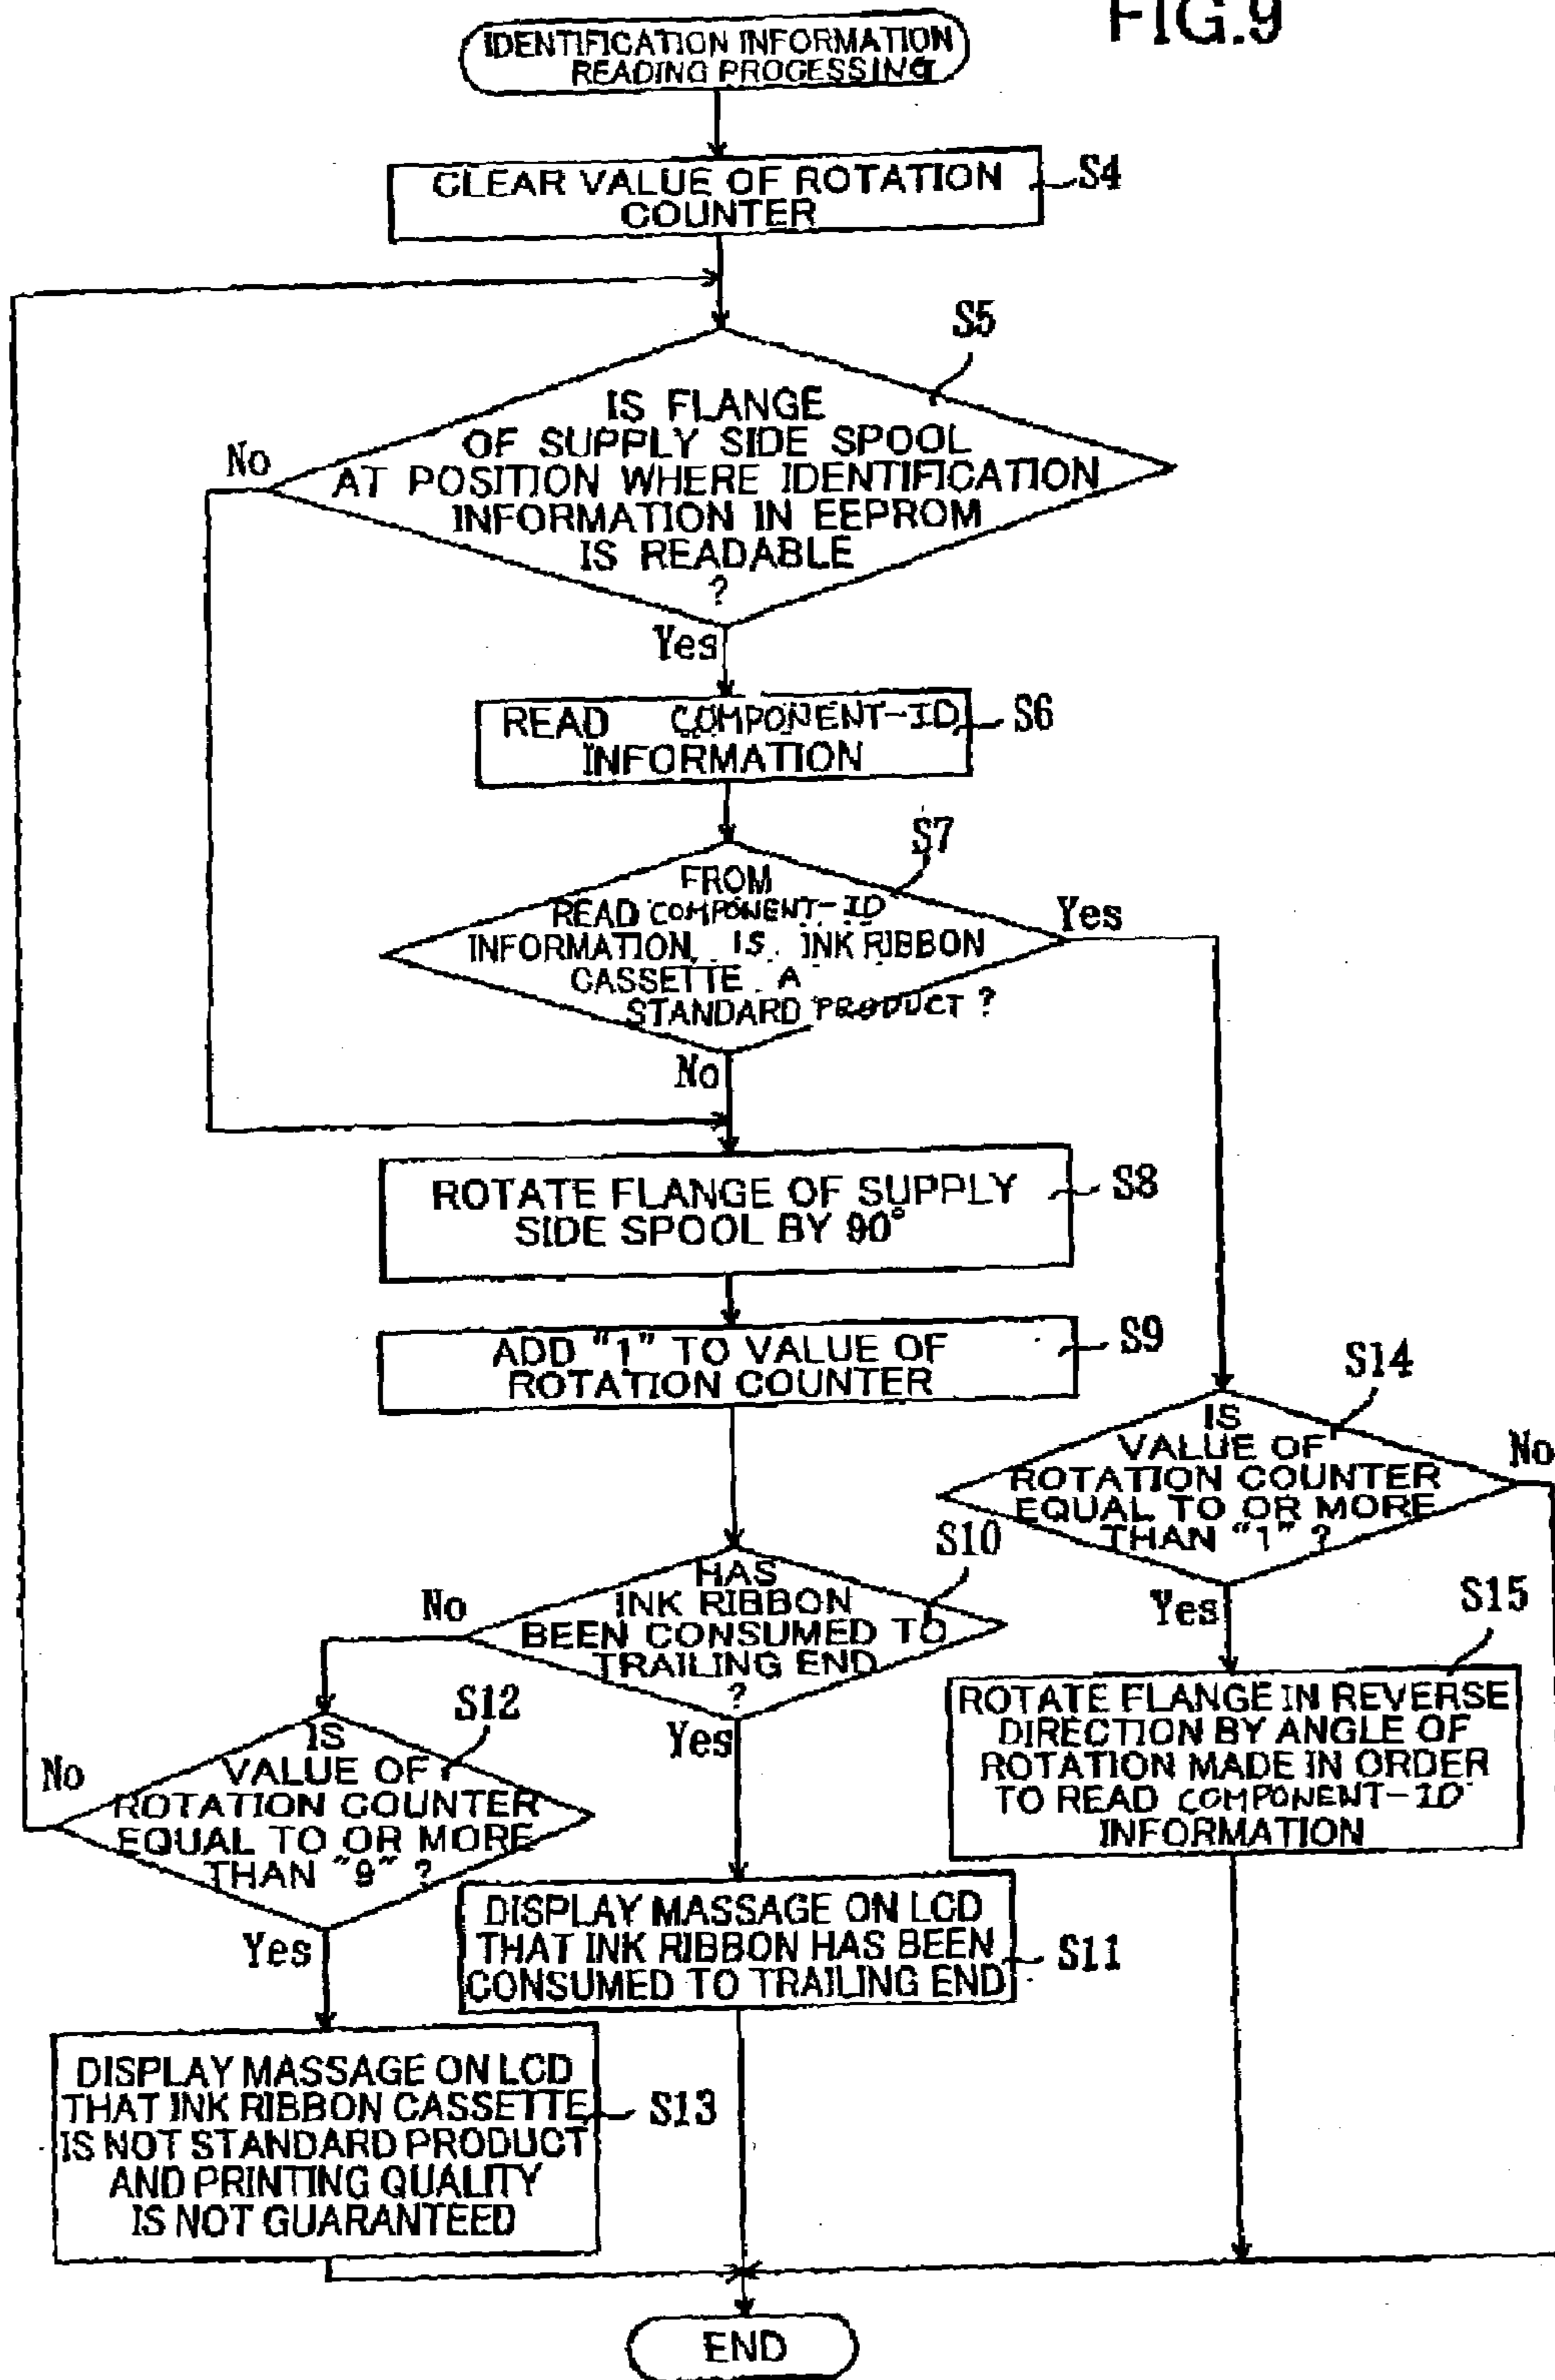 FIG.9
IDENTIFICATION INFORMATION
READING PROCESSING
CLEAR VALUE OF ROTATION
COUNTER
S4
S5
IS FLANGE
OF SUPPLY SIDE SPOOL
AT POSITION WHERE IDENTIFICATION
INFORMATION IN EEPROM
IS READABLE
?
No
Yes
READ COMPONENT-ID
INFORMATION
S6
S7
FROM
READ COMPONENT-ID
INFORMATION, IS INK RIBBON
CASSETTE A
STANDARD PRODUCT ?
Yes
No
ROTATE FLANGE OF SUPPLY
SIDE SPOOL BY 90°
S8
ADD "1" TO VALUE OF
ROTATION COUNTER
S9
S14
IS
VALUE OF
ROTATION COUNTER
EQUAL TO OR MORE
THAN "1" ?
No
Yes
S10
HAS
INK RIBBON
BEEN CONSUMED TO
TRAILING END
?
No
Yes
S15
ROTATE FLANGE IN REVERSE
DIRECTION BY ANGLE OF
ROTATION MADE IN ORDER
TO READ COMPONENT-ID
INFORMATION
S12
IS
VALUE OF
ROTATION COUNTER
EQUAL TO OR MORE
THAN "9" ?
No
Yes
DISPLAY MASSAGE ON LCD
THAT INK RIBBON HAS BEEN
CONSUMED TO TRAILING END
S11
DISPLAY MASSAGE ON LCD
THAT INK RIBBON CASSETTE
IS NOT STANDARD PRODUCT
AND PRINTING QUALITY
IS NOT GUARANTEED
S13
END